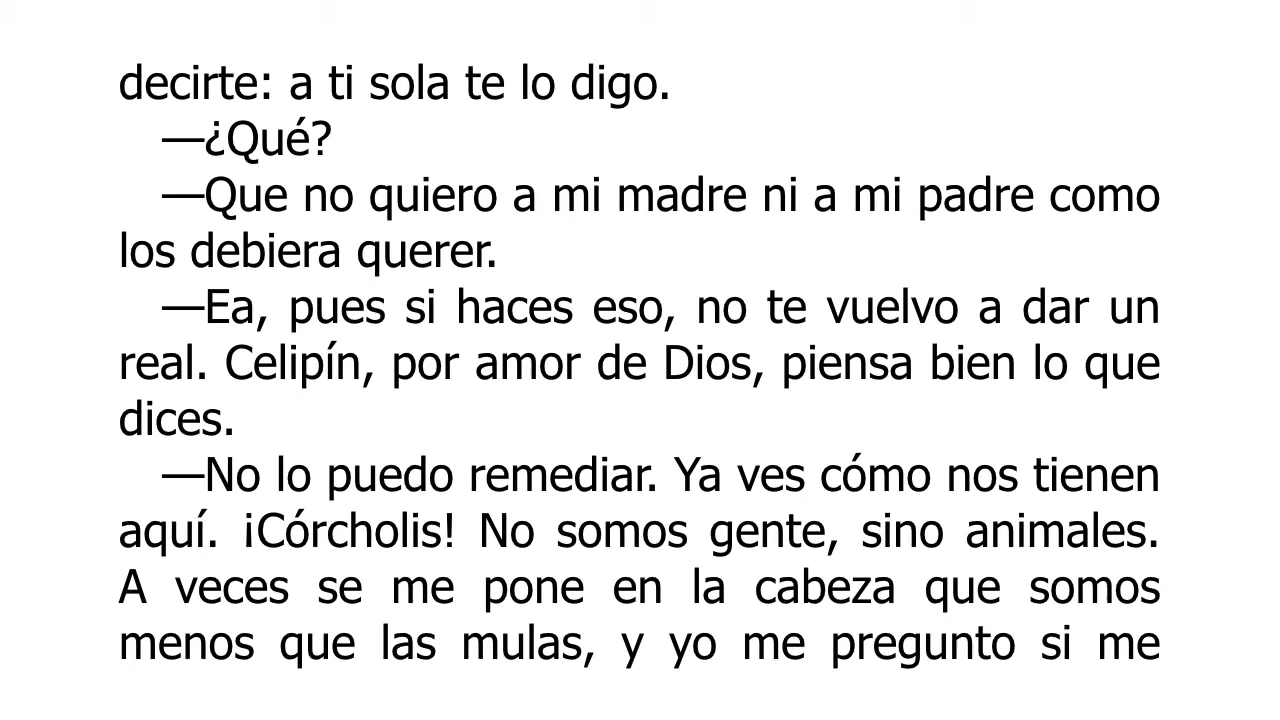 decirte: a ti sola te lo digo.
—¿Qué?
—Que no quiero a mi madre ni a mi padre como
los debiera querer.
—Ea, pues si haces eso, no te vuelvo a dar un
real. Celipín, por amor de Dios, piensa bien lo que
dices.
—No lo puedo remediar. Ya ves cómo nos tienen
aquí. ¡Córcholis! No somos gente, sino animales.
A veces se me pone en la cabeza que somos
menos que las mulas, y yo me pregunto si me